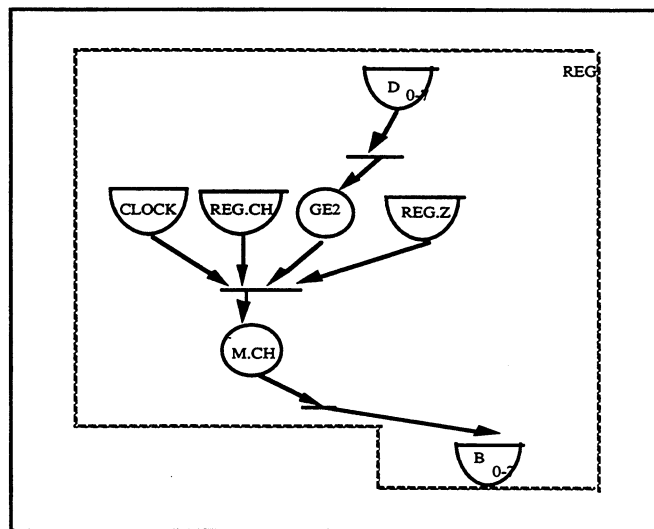 REG
D 0-7
CLOCK
REG.CH
GE2
REG.Z
M.CH
B 0-7